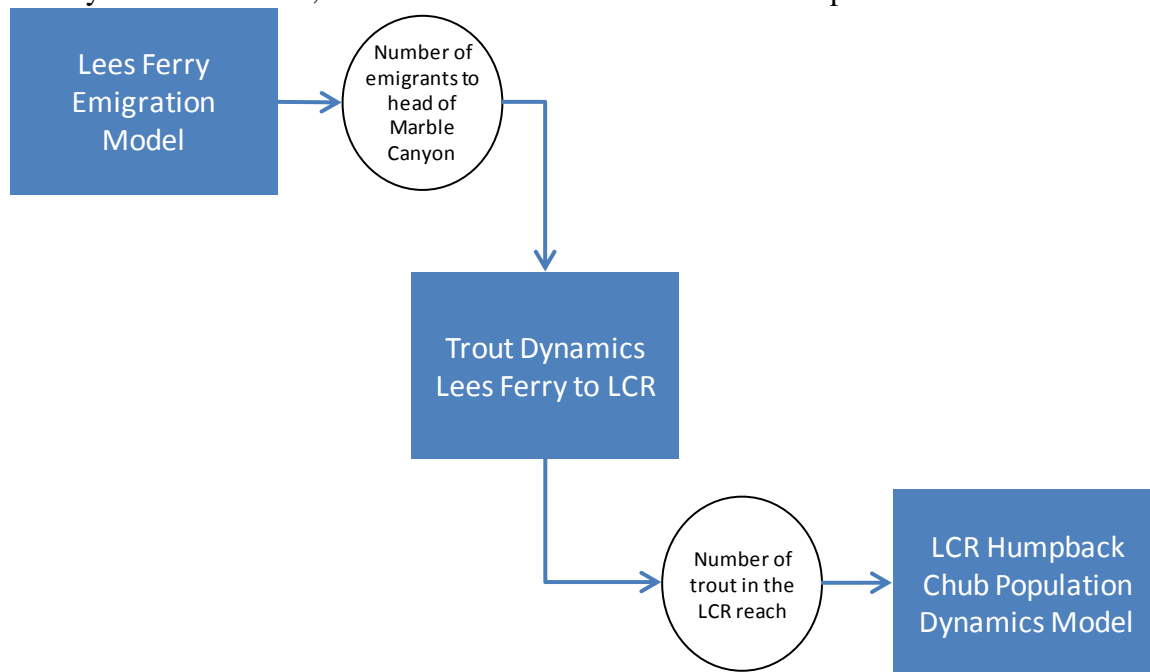 Lees Ferry
Emigration
Model
Number of
emigrants to
head of
Marble
Canyon
Trout Dynamics
Lees Ferry to LCR
Number of
trout in the
LCR reach
LCR Humpback
Chub Population
Dynamics Model